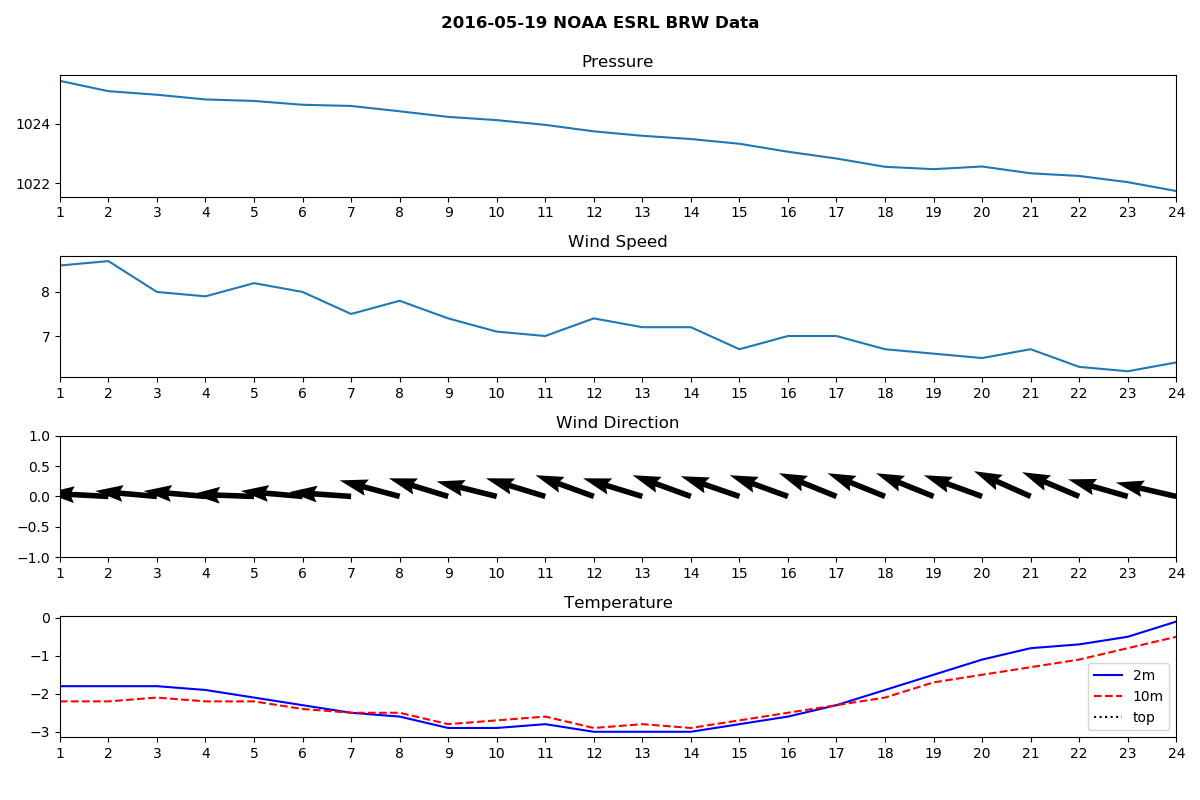 2016-05-19 NOAA ESRL BRW Data
Pressure
1024
1022
1 2 3 4 5 6 7 8 9 10 11 12 13 14 15 16 17 18 19 20 21 22 23 24
Wind Speed
8
7
1 2 3 4 5 6 7 8 9 10 11 12 13 14 15 16 17 18 19 20 21 22 23 24
Wind Direction
1.0
0.5
0.0
−0.5
−1.0
1 2 3 4 5 6 7 8 9 10 11 12 13 14 15 16 17 18 19 20 21 22 23 24
Temperature
0
−1
−2
−3
2m
10m
top
1 2 3 4 5 6 7 8 9 10 11 12 13 14 15 16 17 18 19 20 21 22 23 24